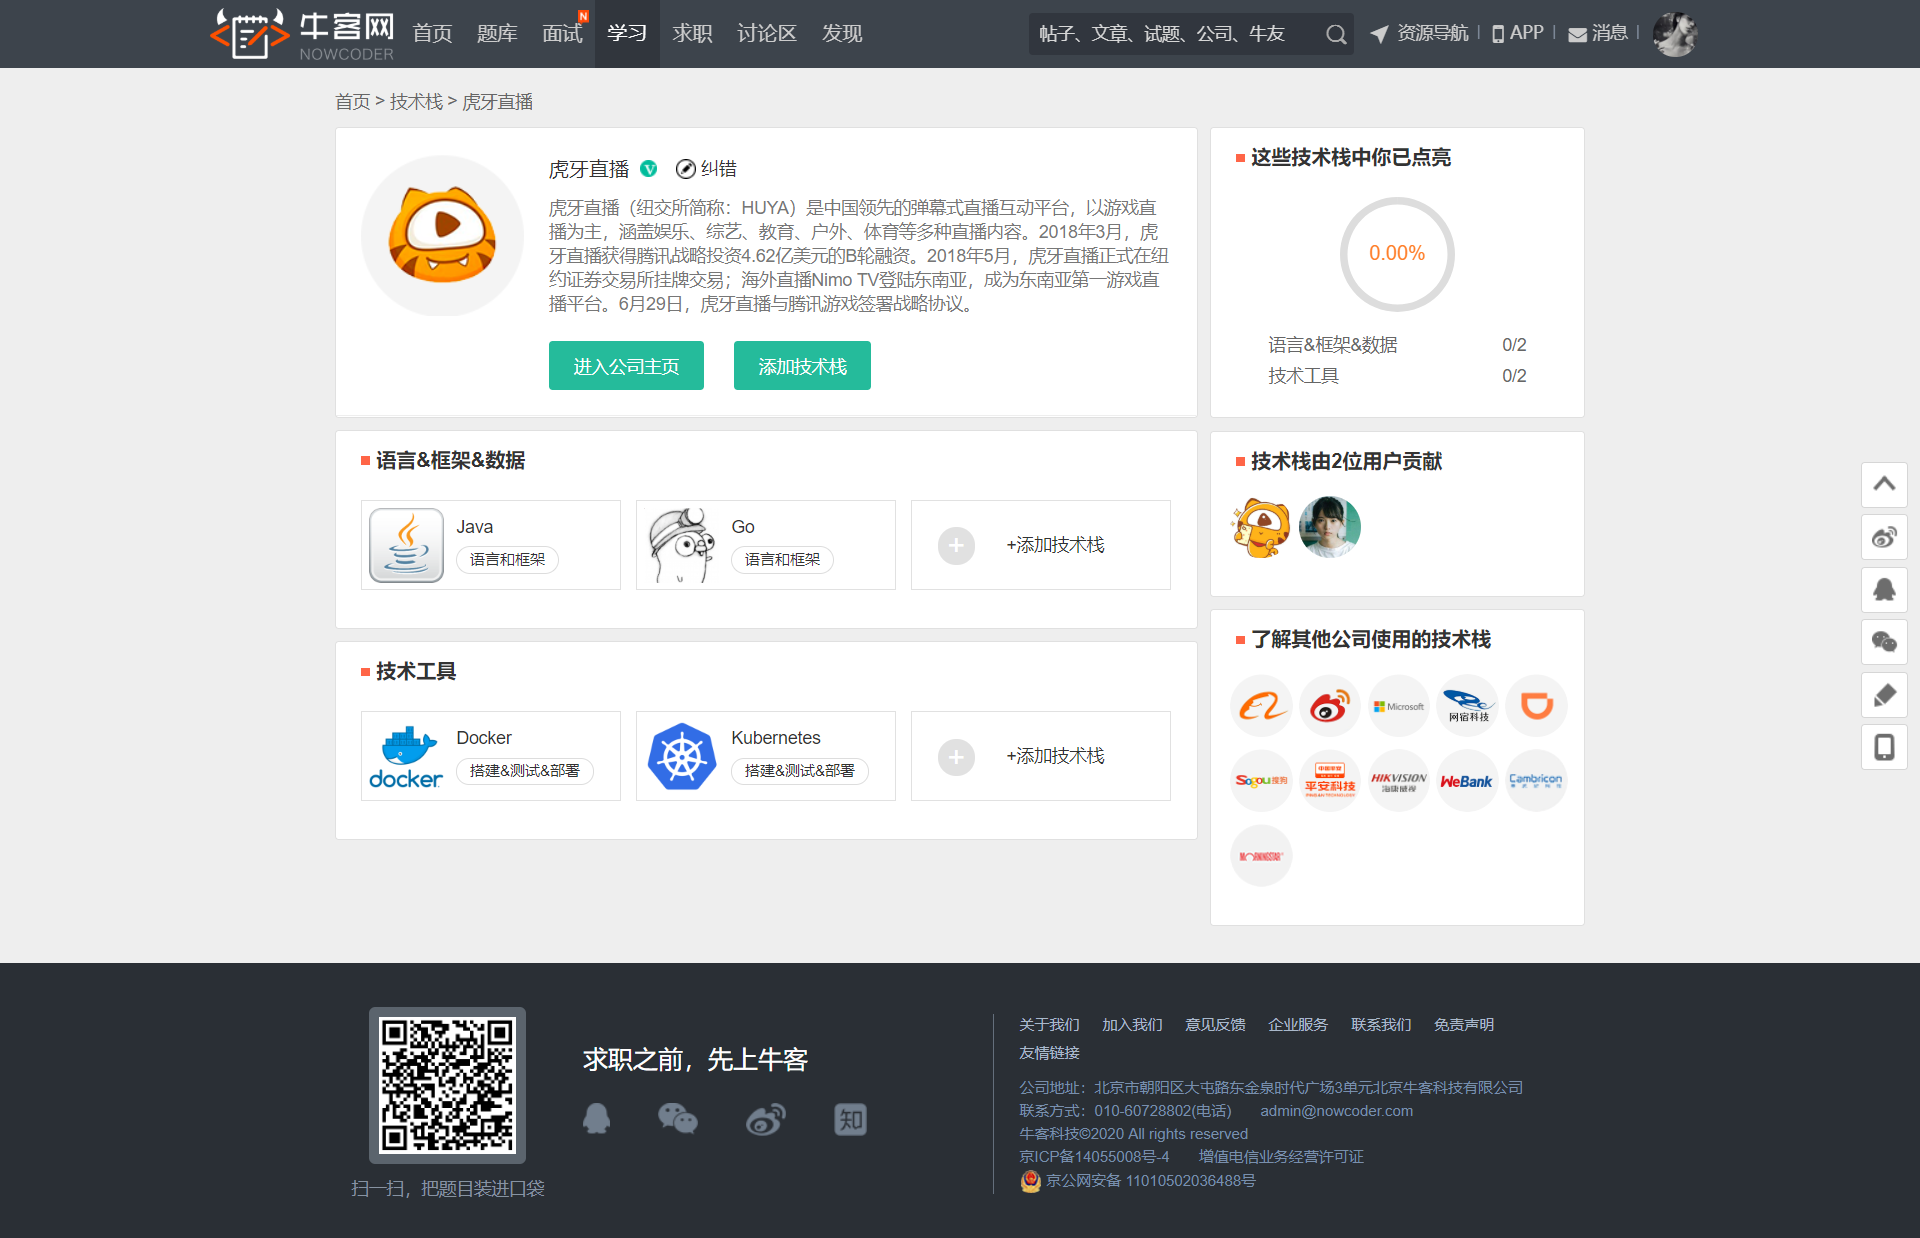 牛客网
NOWCODER
首页 题库 面试 N 学习 求职 讨论区 发现
帖子、文章、试题、公司、牛友
资源导航 | APP | 消息 |
首页 > 技术栈 > 虎牙直播
虎牙直播 V 纠错
虎牙直播（纽交所简称：HUYA）是中国领先的弹幕式直播互动平台，以游戏直
播为主，涵盖娱乐、综艺、教育、户外、体育等多种直播内容。2018年3月，虎
牙直播获得腾讯战略投资4.62亿美元的B轮融资。2018年5月，虎牙直播正式在纽
约证券交易所挂牌交易；海外直播Nimo TV登陆东南亚，成为东南亚第一游戏直
播平台。6月29日，虎牙直播与腾讯游戏签署战略协议。
进入公司主页 添加技术栈
语言&框架&数据
Java
语言和框架
Go
语言和框架
+添加技术栈
技术工具
docker
Docker
搭建&测试&部署
Kubernetes
搭建&测试&部署
+添加技术栈
这些技术栈中你已点亮
0.00%
语言&框架&数据 0/2
技术工具 0/2
技术栈由2位用户贡献
了解其他公司使用的技术栈
Microsoft
网宿科技
Sogou搜狗
中国平安
平安科技
PINGAN TECHNOLOGY
HIKVISION
海康威视
WeBank
Cambricon
MORNINGSTAR
扫一扫，把题目装进口袋
求职之前，先上牛客
知
关于我们 加入我们 意见反馈 企业服务 联系我们 免责声明
友情链接
公司地址：北京市朝阳区大屯路东金泉时代广场3单元北京牛客科技有限公司
联系方式：010-60728802(电话) admin@nowcoder.com
牛客科技©2020 All rights reserved
京ICP备14055008号-4 增值电信业务经营许可证
京公网安备 11010502036488号